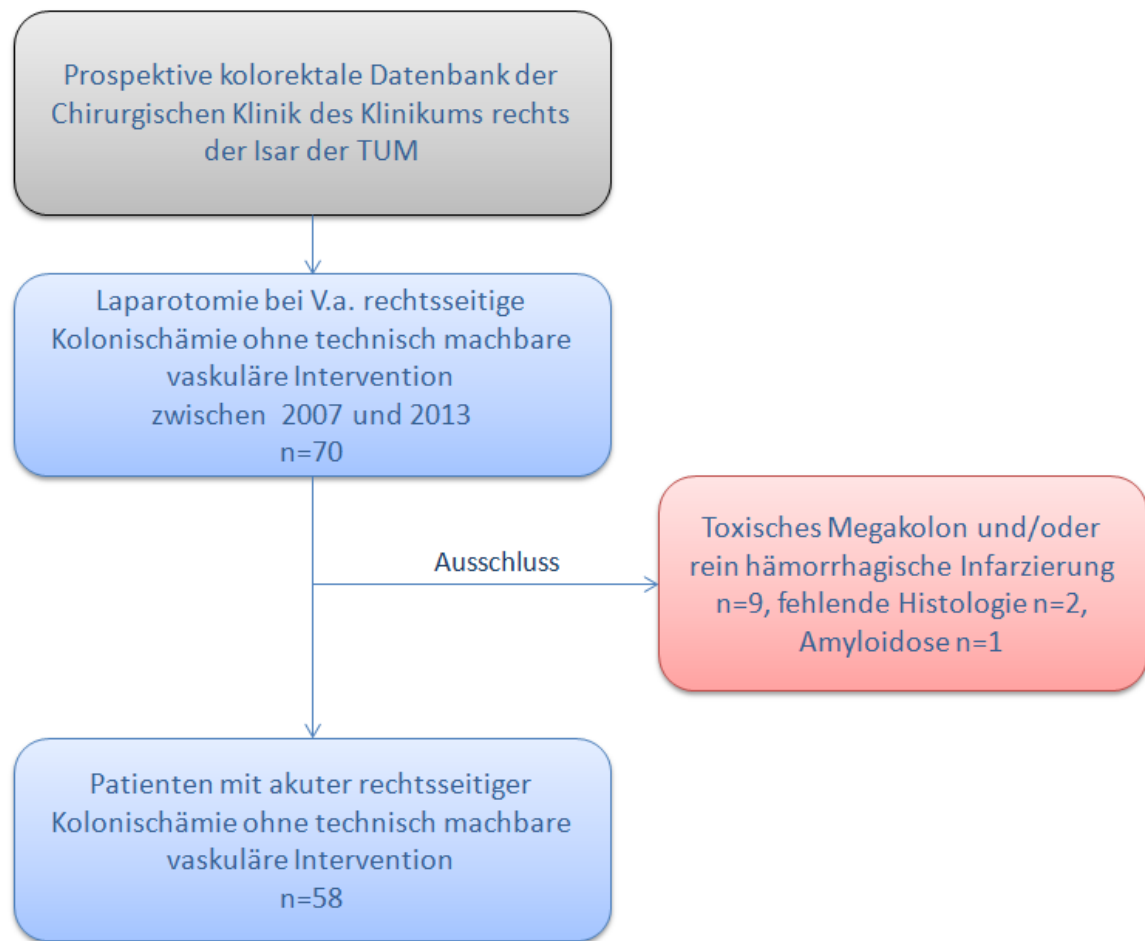 Prospektive kolorektale Datenbank der
Chirurgischen Klinik des Klinikums rechts
der Isar der TUM
Laparotomie bei V.a. rechtsseitige
Kolonischämie ohne technisch machbare
vaskuläre Intervention
zwischen 2007 und 2013
n=70
Ausschluss
Toxisches Megakolon und/oder
rein hämorrhagische Infarzierung
n=9, fehlende Histologie n=2,
Amyloidose n=1
Patienten mit akuter rechtsseitiger
Kolonischämie ohne technisch machbare
vaskuläre Intervention
n=58